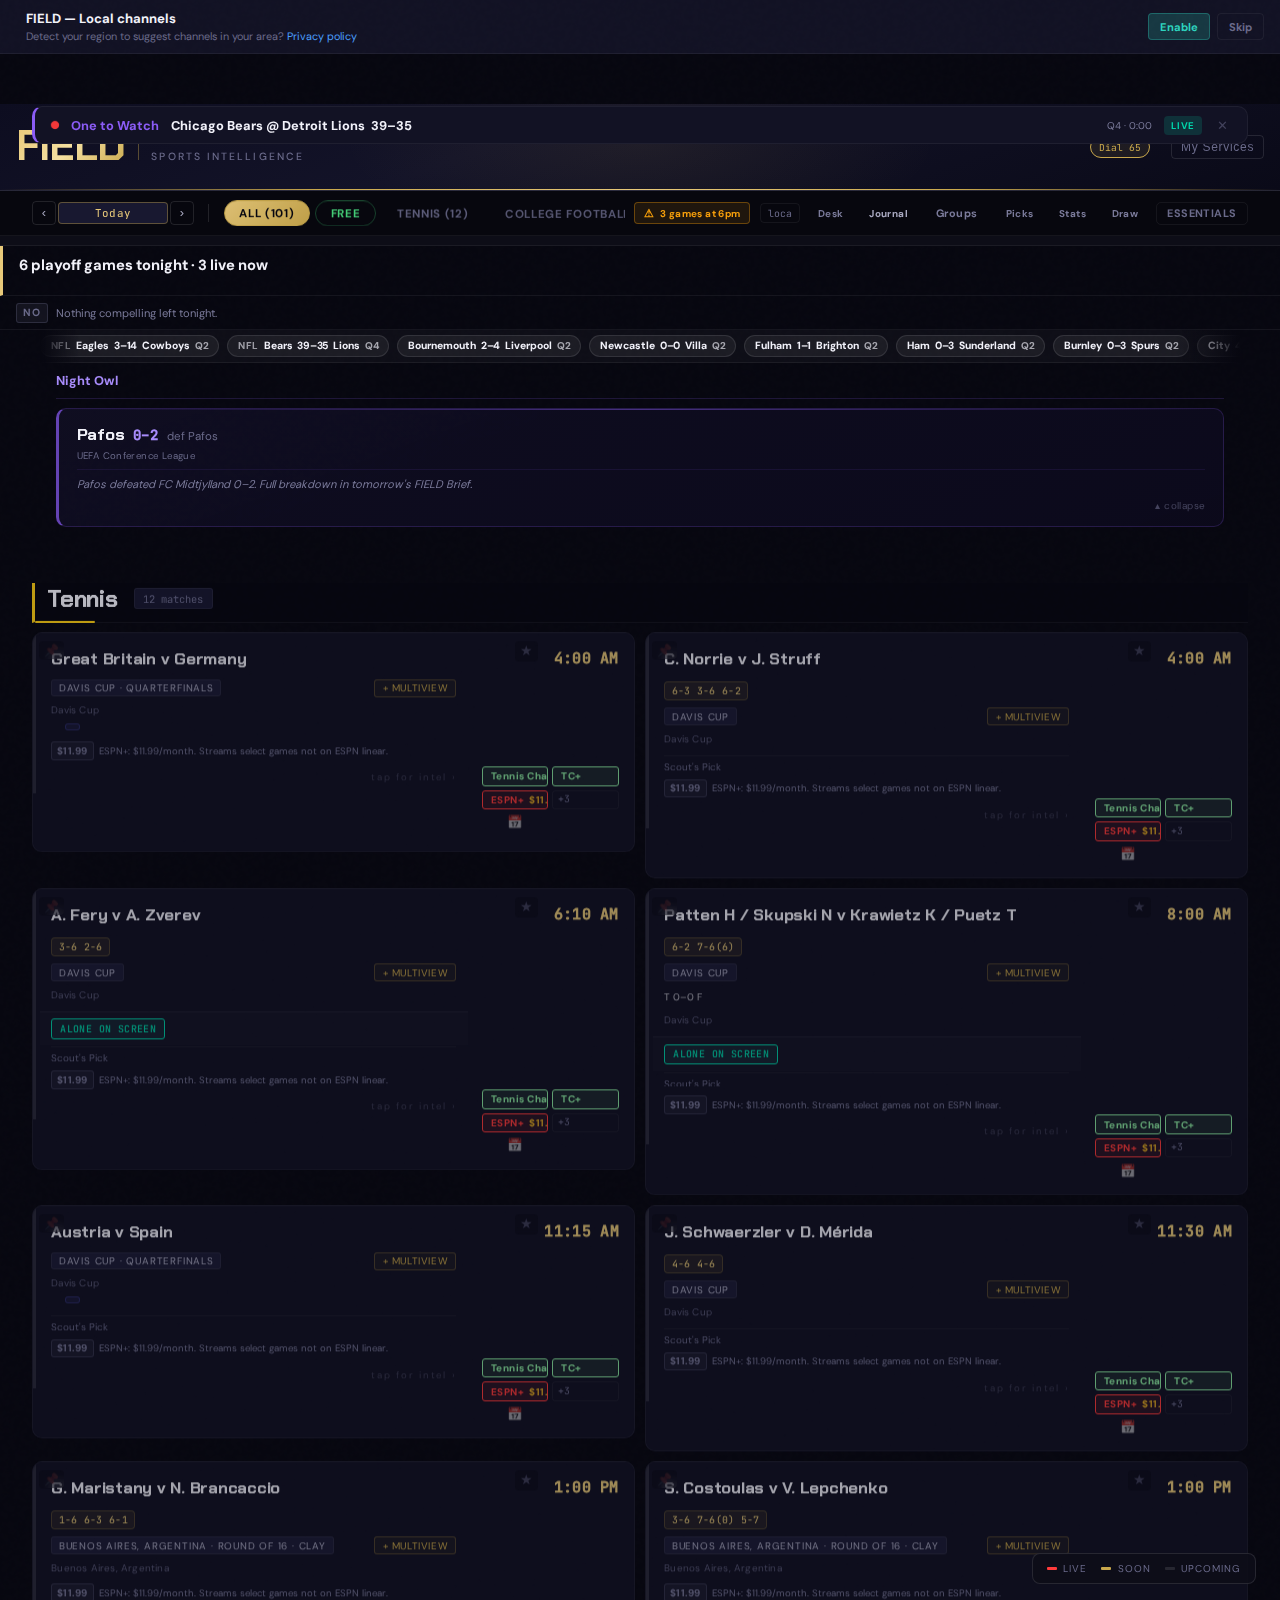 FIELD — Local channels
Detect your region to suggest channels in your area? Privacy policy
Enable
Skip
One to Watch Chicago Bears @ Detroit Lions 39–35
Q4 · 0:00 LIVE ×
FIELD
SPORTS INTELLIGENCE
Dial 65
My Services
‹ Today ›
ALL (101) FREE TENNIS (12) COLLEGE FOOTBALL
⚠ 3 games at 6pm
loca
Desk Journal Groups Picks Stats Draw ESSENTIALS
6 playoff games tonight · 3 live now
NO Nothing compelling left tonight.
NFL Eagles 3–14 Cowboys Q2
NFL Bears 39–35 Lions Q4
Bournemouth 2–4 Liverpool Q2
Newcastle 0–0 Villa Q2
Fulham 1–1 Brighton Q2
Ham 0–3 Sunderland Q2
Burnley 0–3 Spurs Q2
City
Night Owl
Pafos 0–2 def Pafos
UEFA Conference League
Pafos defeated FC Midtjylland 0–2. Full breakdown in tomorrow's FIELD Brief.
▴ collapse
Tennis
12 matches
Great Britain v Germany
★
4:00 AM
DAVIS CUP · QUARTERFINALS
+ MULTIVIEW
Davis Cup
$11.99 ESPN+: $11.99/month. Streams select games not on ESPN linear.
tap for intel ›
Tennis Cha TC+
ESPN+ $11. +3
C. Norrie v J. Struff
★
4:00 AM
6-3 3-6 6-2
DAVIS CUP
+ MULTIVIEW
Davis Cup
Scout's Pick
$11.99 ESPN+: $11.99/month. Streams select games not on ESPN linear.
tap for intel ›
Tennis Cha TC+
ESPN+ $11. +3
A. Fery v A. Zverev
★
6:10 AM
3-6 2-6
DAVIS CUP
+ MULTIVIEW
Davis Cup
ALONE ON SCREEN
Scout's Pick
$11.99 ESPN+: $11.99/month. Streams select games not on ESPN linear.
tap for intel ›
Tennis Cha TC+
ESPN+ $11. +3
Patten H / Skupski N v Krawietz K / Puetz T
★
8:00 AM
6-2 7-6(6)
DAVIS CUP
+ MULTIVIEW
T 0–0 F
Davis Cup
ALONE ON SCREEN
Scout's Pick
$11.99 ESPN+: $11.99/month. Streams select games not on ESPN linear.
tap for intel ›
Tennis Cha TC+
ESPN+ $11. +3
Austria v Spain
★
11:15 AM
DAVIS CUP · QUARTERFINALS
+ MULTIVIEW
Davis Cup
Scout's Pick
$11.99 ESPN+: $11.99/month. Streams select games not on ESPN linear.
tap for intel ›
Tennis Cha TC+
ESPN+ $11. +3
J. Schwaerzler v D. Mérida
★
11:30 AM
4-6 4-6
DAVIS CUP
+ MULTIVIEW
Davis Cup
Scout's Pick
$11.99 ESPN+: $11.99/month. Streams select games not on ESPN linear.
tap for intel ›
Tennis Cha TC+
ESPN+ $11. +3
G. Maristany v N. Brancaccio
★
1:00 PM
1-6 6-3 6-1
BUENOS AIRES, ARGENTINA · ROUND OF 16 · CLAY
+ MULTIVIEW
Buenos Aires, Argentina
$11.99 ESPN+: $11.99/month. Streams select games not on ESPN linear.
S. Costoulas v V. Lepchenko
★
1:00 PM
3-6 7-6(0) 5-7
BUENOS AIRES, ARGENTINA · ROUND OF 16 · CLAY
+ MULTIVIEW
Buenos Aires, Argentina
$11.99 ESPN+: $11.99/month. Streams select games not on ESPN linear.
LIVE SOON UPCOMING